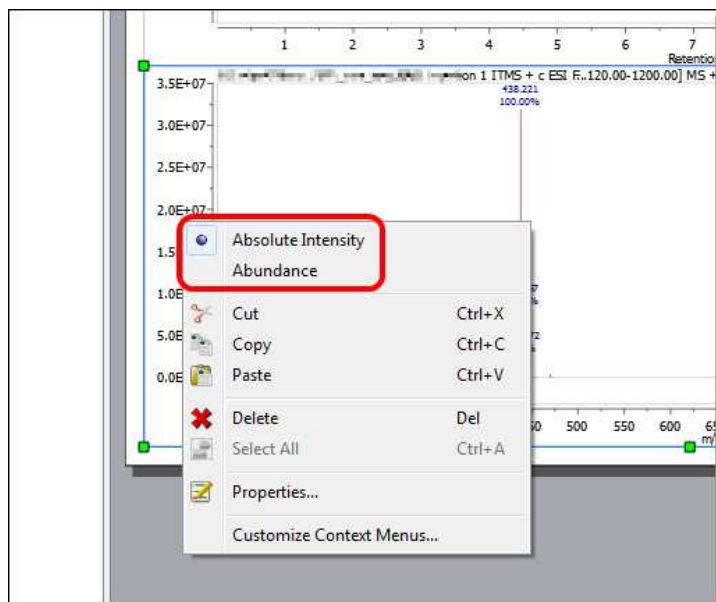 1 2 3 4 5 6 7
Retentio
1 ITMS + c ESI F...120.00-1200.00] MS +
3.5E+07
438.221
100.00%
3.0E+07
2.5E+07
2.0E+07
Absolute Intensity
1.5
Abundance
1.0E
Cut Ctrl+X
5.0E
Copy Ctrl+C
0.0E
Paste Ctrl+V
Delete Del
500 550 600
Select All Ctrl+A
m/
Properties...
Customize Context Menus...